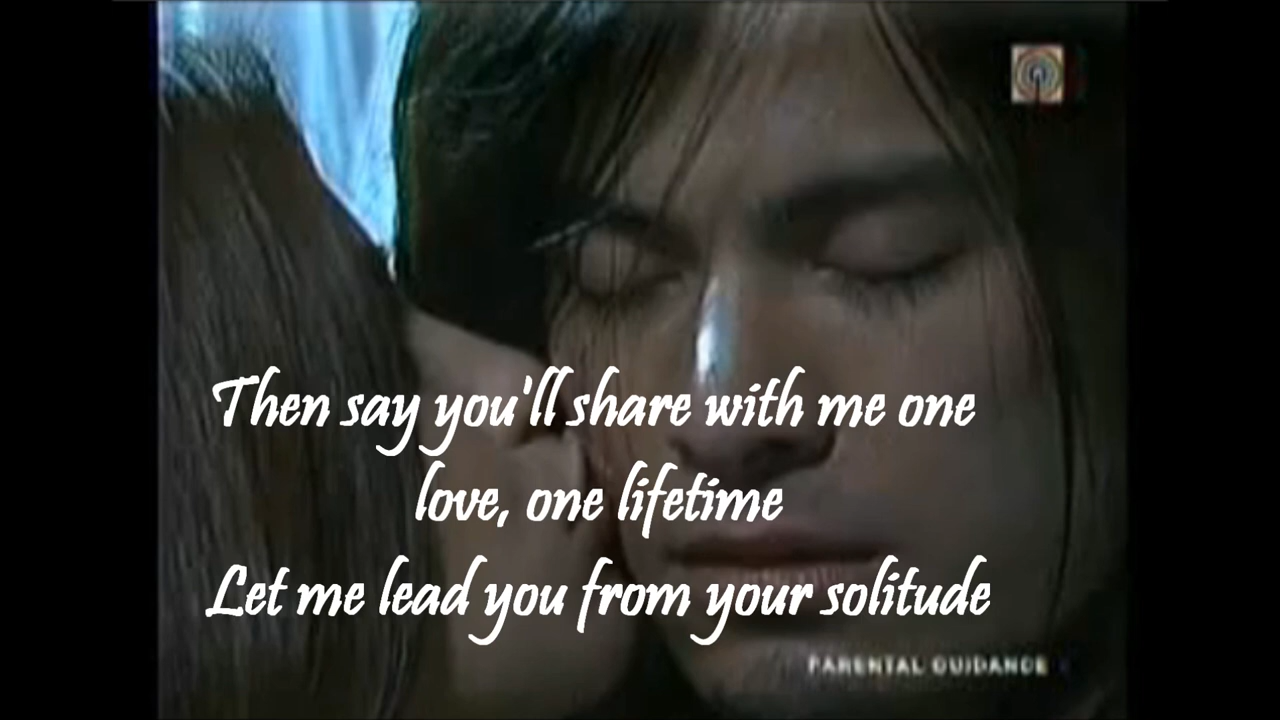 Then say you'll share with me one
love, one lifetime
Let me lead you from your solitude
PARENTAL GUIDANCE